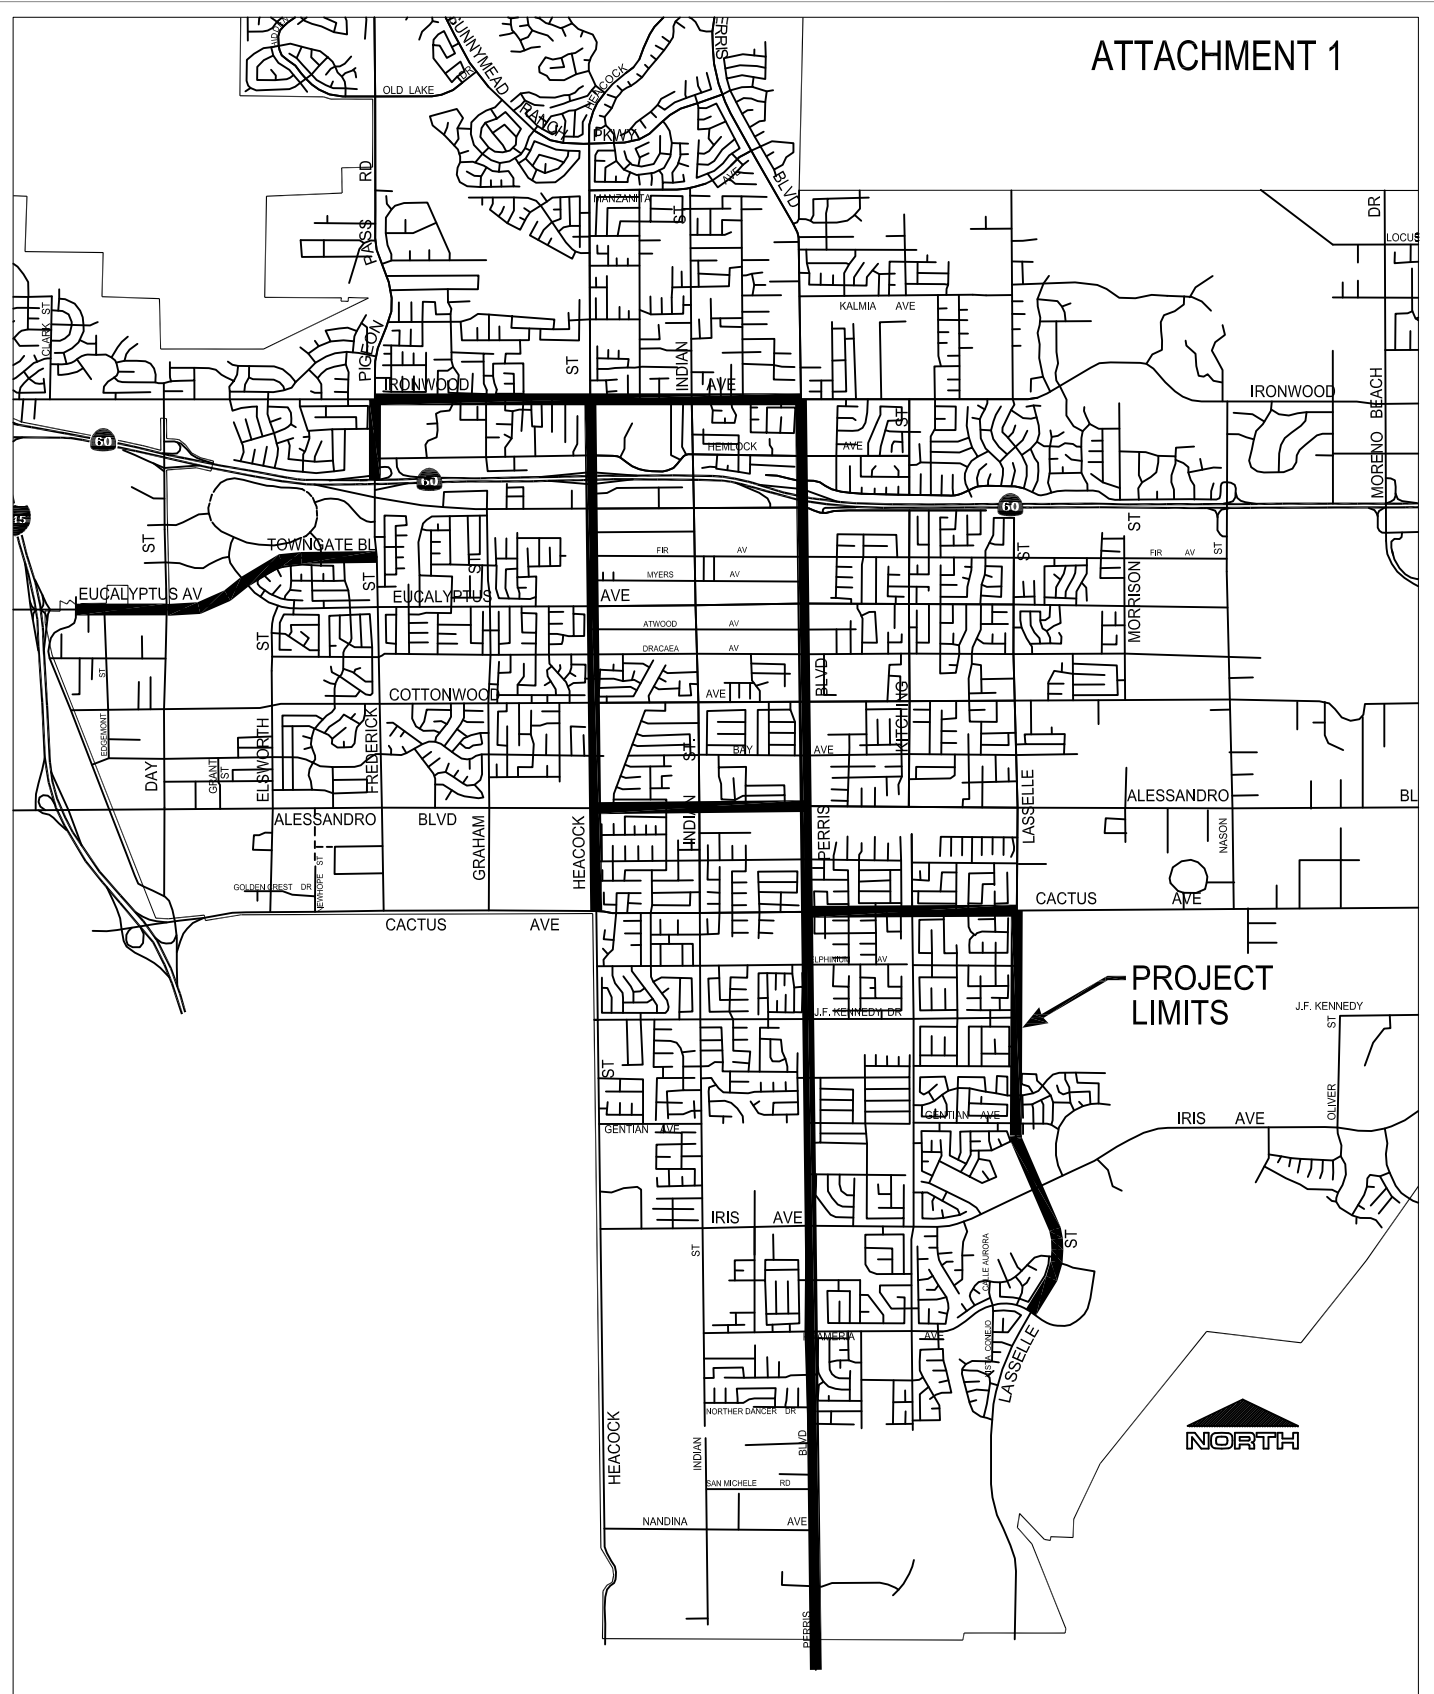 ATTACHMENT 1
SUNNYMEAD RANCH PKWY
HEACOCK
OLD LAKE DR
PASS RD
PIGEON
MANZANITA AVE
ST
BLVD
DR
KALMIA AVE
CLARK ST
ST
INDIAN
IRONWOOD AVE
IRONWOOD
MORENO BEACH
60
HEMLOCK AVE
ST
60
60
TOWNGATE BL
FIR AV
FIR AV
ST
ST
ST
ST
MYERS AV
EUCALYPTUS AV
ST
ST
EUCALYPTUS AVE
MORRISON
ATWOOD AV
DRACAEA AV
ST
ST
BLVD
COTTONWOOD AVE
KITCHING
EDGEMONT
ELSWORTH
FREDERICK
ST.
BAY AVE
DAY
GRANT ST
LASSELLE
ALESSANDRO BL
ALESSANDRO BLVD
INDIAN
PERRIS
GRAHAM
HEACOCK
NASON
GOLDEN CREST DR
NEWHOPE ST
CACTUS AVE
CACTUS AVE
AV
PROJECT
LIMITS
J.F. KENNEDY DR
J.F. KENNEDY
ST
ST
OLIVER
GENTIAN AVE
GENTIAN AVE
IRIS AVE
IRIS AVE
ST
ST
CALLE AURORA
AVE
LASSELLE
NORTHER DANCER DR
HEACOCK
INDIAN
BLVD
NORTH
SAN MICHELE RD
NANDINA AVE
PERRIS